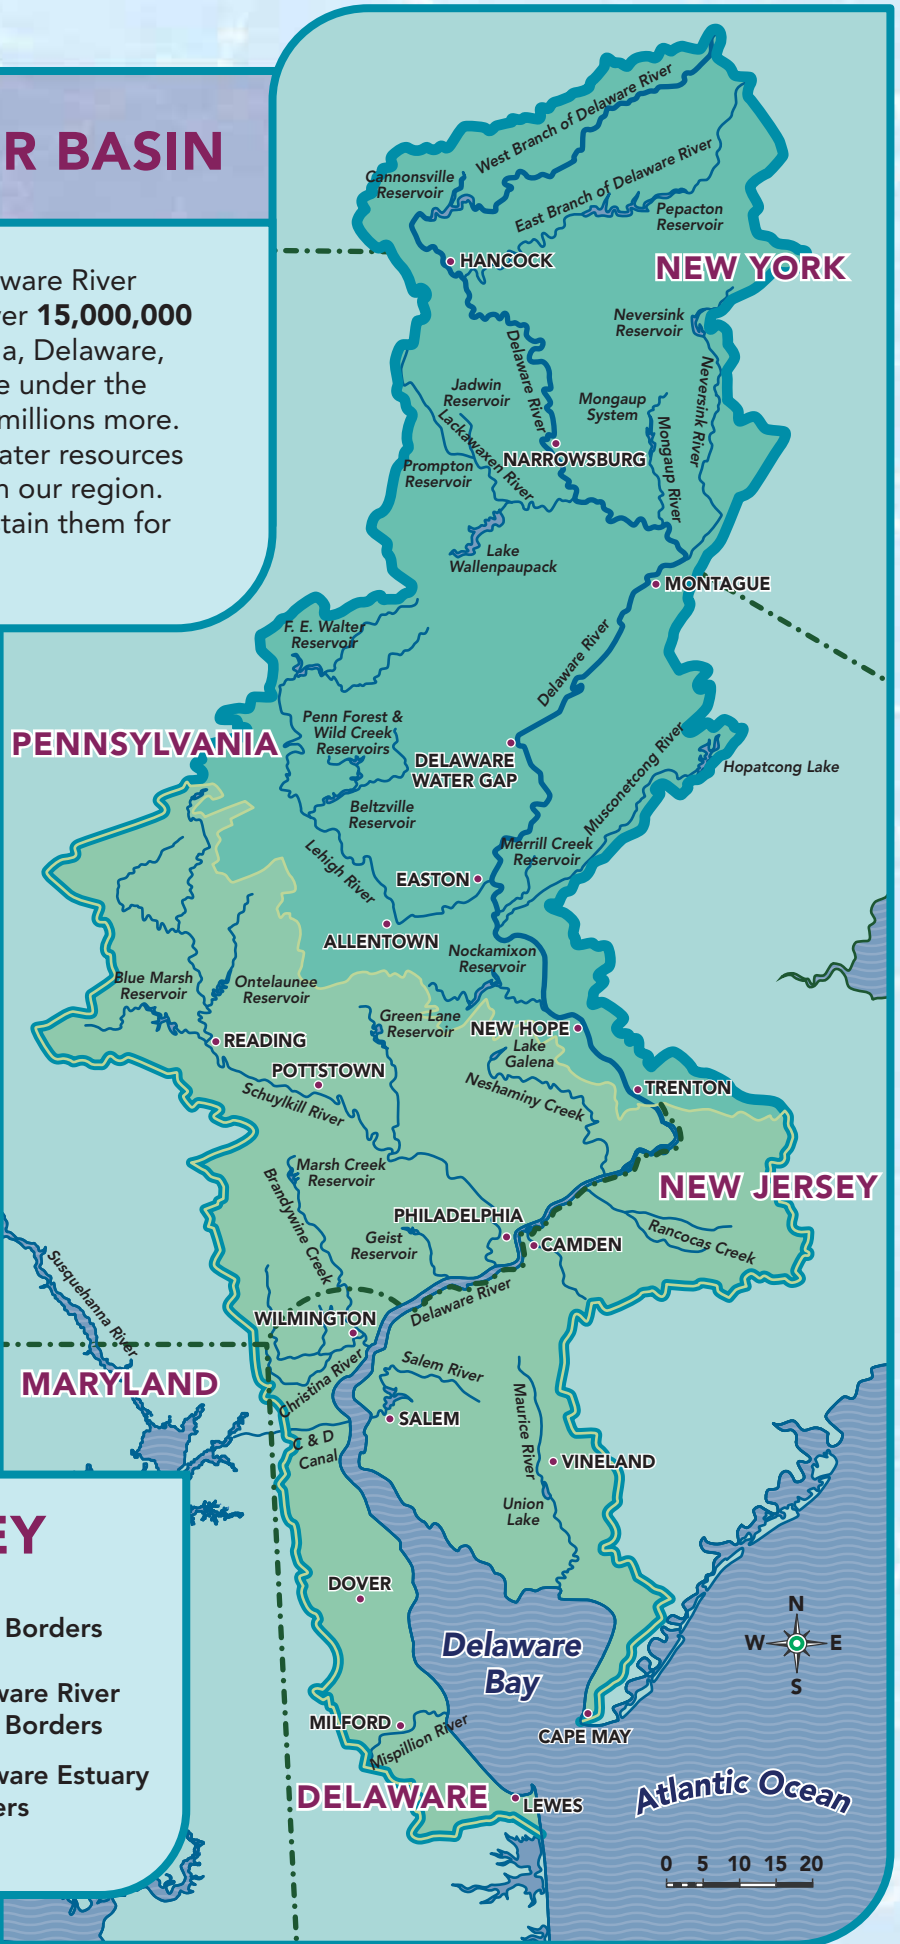 R BASIN
ware River
er 15,000,000
a, Delaware,
e under the
millions more.
ater resources
n our region.
tain them for
West Branch of Delaware River
Cannonsville
Reservoir
East Branch of Delaware River
Pepacton
Reservoir
HANCOCK
NEW YORK
Neversink
Reservoir
Delaware River
Neversink River
Jadwin
Reservoir
Mongaup
System
Lackawaxen River
Mongaup River
NARROWSBURG
Prompton
Reservoir
Lake
Wallenpaupack
MONTAGUE
F. E. Walter
Reservoir
Delaware River
Penn Forest &
Wild Creek
Reservoirs
PENNSYLVANIA
DELAWARE
WATER GAP
Musconetcong River
Hopatcong Lake
Beltzville
Reservoir
Merrill Creek
Reservoir
Lehigh River
EASTON
ALLENTOWN
Nockamixon
Reservoir
Blue Marsh
Reservoir
Ontelaunee
Reservoir
Green Lane
Reservoir
NEW HOPE
READING
Lake
Galena
POTTSTOWN
Neshaminy Creek
TRENTON
Schuylkill River
Marsh Creek
Reservoir
Brandywine Creek
NEW JERSEY
PHILADELPHIA
Geist
Reservoir
CAMDEN
Rancocas Creek
Susquehanna River
Delaware River
WILMINGTON
MARYLAND
Christina River
Salem River
Maurice River
SALEM
C & D
Canal
VINELAND
Union
Lake
EY
DOVER
Borders
Delaware
Bay
N
W
E
S
ware River
Borders
MILFORD
Mispillion River
CAPE MAY
ware Estuary
ers
DELAWARE
LEWES
Atlantic Ocean
0 5 10 15 20